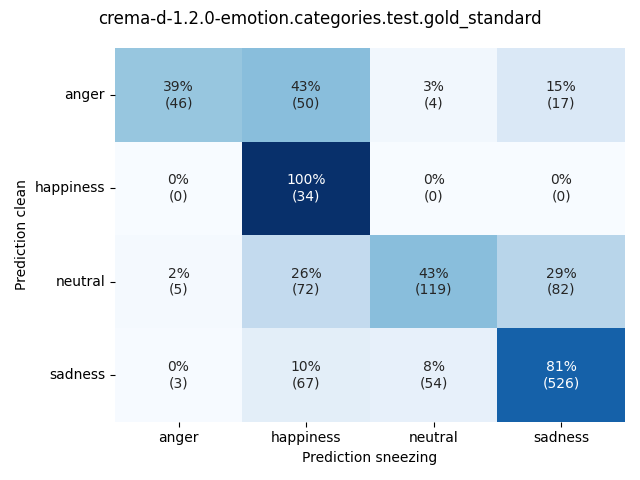 crema-d-1.2.0-emotion.categories.test.gold_standard
anger
39%
(46)
43%
(50)
3%
(4)
15%
(17)
happiness
0%
(0)
100%
(34)
0%
(0)
0%
(0)
neutral
2%
(5)
26%
(72)
43%
(119)
29%
(82)
sadness
0%
(3)
10%
(67)
8%
(54)
81%
(526)
Prediction clean
anger
happiness
neutral
sadness
Prediction sneezing